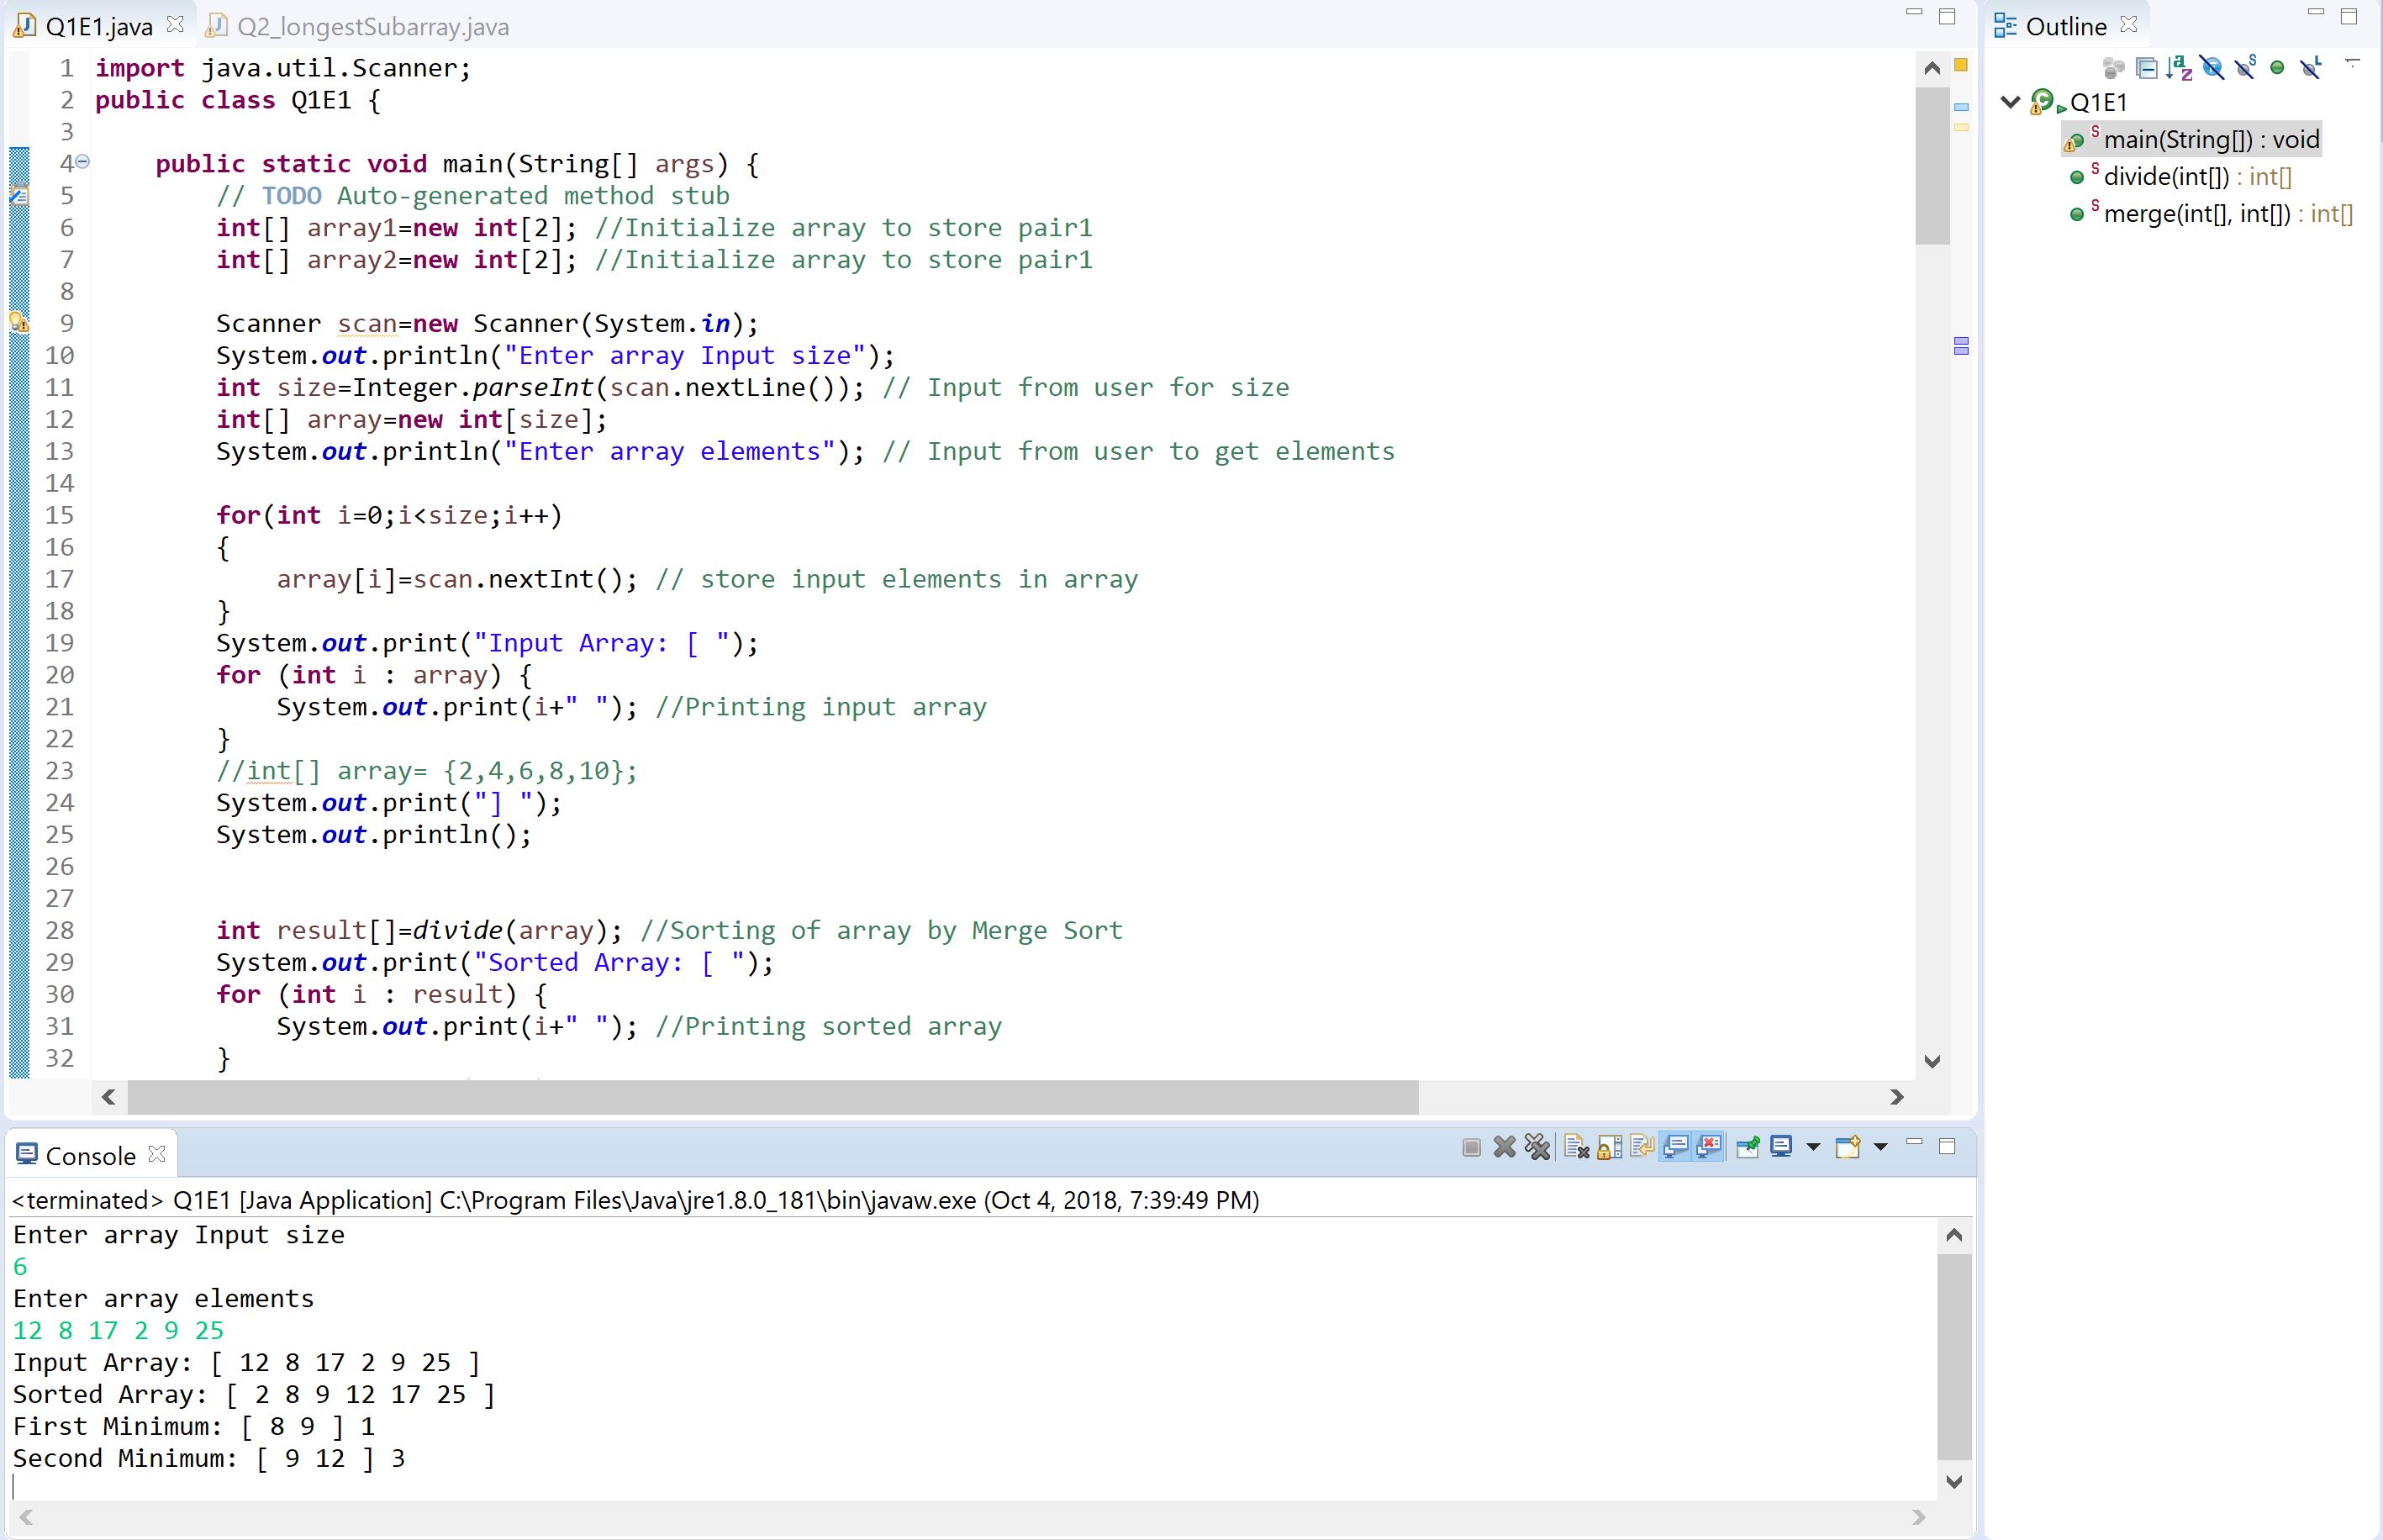 Q1E1.java
Q2_longestSubarray.java
1 import java.util.Scanner;
2 public class Q1E1 {
3
4 public static void main(String[] args) {
5 // TODO Auto-generated method stub
6 int[] array1=new int[2]; //Initialize array to store pair1
7 int[] array2=new int[2]; //Initialize array to store pair1
8
9 Scanner scan=new Scanner(System.in);
10 System.out.println("Enter array Input size");
11 int size=Integer.parseInt(scan.nextLine()); // Input from user for size
12 int[] array=new int[size];
13 System.out.println("Enter array elements"); // Input from user to get elements
14
15 for(int i=0;i<size;i++)
16 {
17 array[i]=scan.nextInt(); // store input elements in array
18 }
19 System.out.print("Input Array: [ ");
20 for (int i : array) {
21 System.out.print(i+" "); //Printing input array
22 }
23 //int[] array= {2,4,6,8,10};
24 System.out.print("] ");
25 System.out.println();
26
27
28 int result[]=divide(array); //Sorting of array by Merge Sort
29 System.out.print("Sorted Array: [ ");
30 for (int i : result) {
31 System.out.print(i+" "); //Printing sorted array
32 }
Outline
Q1E1
main(String[]) : void
divide(int[]) : int[]
merge(int[], int[]) : int[]
Console
<terminated> Q1E1 [Java Application] C:\Program Files\Java\jre1.8.0_181\bin\javaw.exe (Oct 4, 2018, 7:39:49 PM)
Enter array Input size
6
Enter array elements
12 8 17 2 9 25
Input Array: [ 12 8 17 2 9 25 ]
Sorted Array: [ 2 8 9 12 17 25 ]
First Minimum: [ 8 9 ] 1
Second Minimum: [ 9 12 ] 3